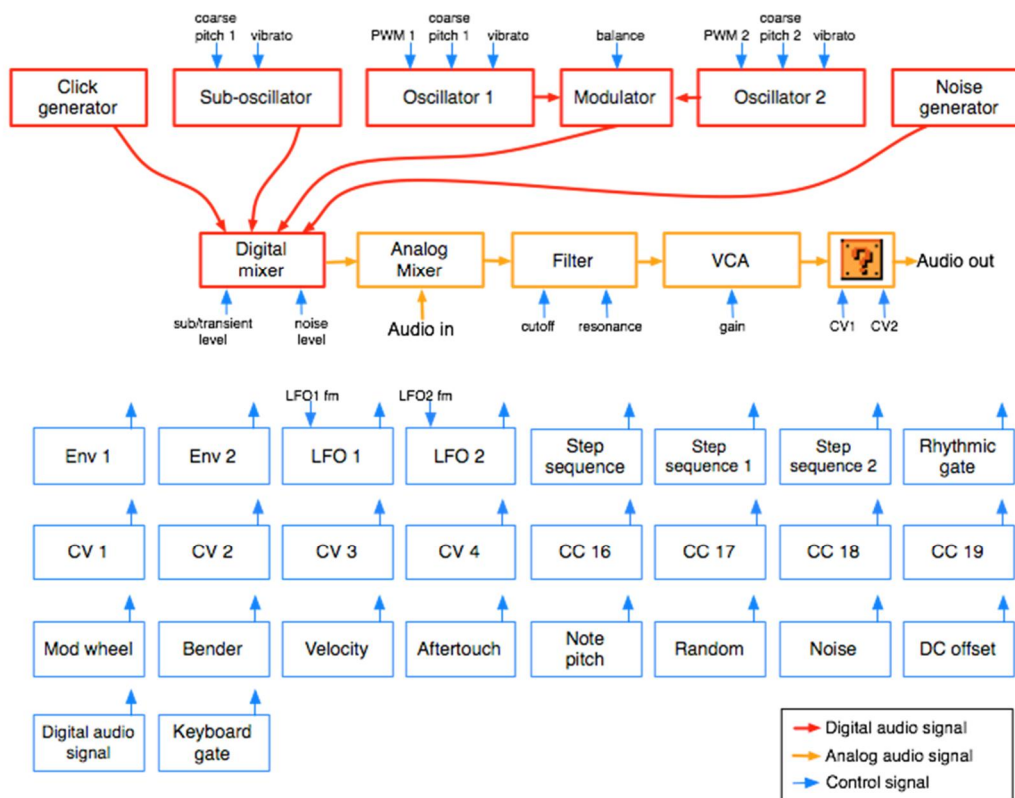 coarse
pitch 1 vibrato
PWM 1 coarse
pitch 1 vibrato
balance
PWM 2 coarse
pitch 2 vibrato
Click
generator
Sub-oscillator
Oscillator 1
Modulator
Oscillator 2
Noise
generator
Digital
mixer
Analog
Mixer
Filter
VCA
?
Audio out
sub/transient
level
noise
level
Audio in
cutoff
resonance
gain
CV1
CV2
LFO1 fm
LFO2 fm
Env 1
Env 2
LFO 1
LFO 2
Step
sequence
Step
sequence 1
Step
sequence 2
Rhythmic
gate
CV 1
CV 2
CV 3
CV 4
CC 16
CC 17
CC 18
CC 19
Mod wheel
Bender
Velocity
Aftertouch
Note
pitch
Random
Noise
DC offset
Digital audio
signal
Keyboard
gate
Digital audio signal
Analog audio signal
Control signal